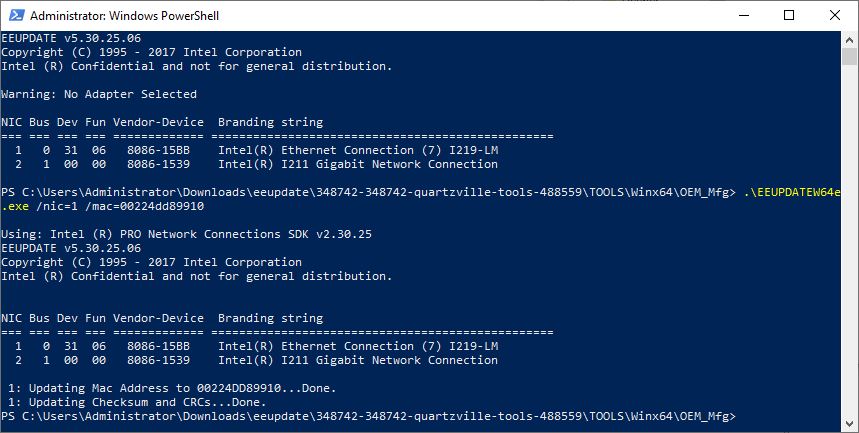 Administrator: Windows PowerShell
EEUPDATE v5.30.25.06
Copyright (C) 1995 - 2017 Intel Corporation
Intel (R) Confidential and not for general distribution.
Warning: No Adapter Selected
NIC Bus Dev Fun Vendor-Device  Branding string
=== === === === ============= =================================================
  1   0  31  06   8086-15BB    Intel(R) Ethernet Connection (7) I219-LM
  2   1  00  00   8086-1539    Intel(R) I211 Gigabit Network Connection
PS C:\Users\Administrator\Downloads\eeupdate\348742-348742-quartzville-tools-488559\TOOLS\Winx64\OEM_Mfg> .\EEUPDATEW64e
.exe /nic=1 /mac=00224dd89910
Using: Intel (R) PRO Network Connections SDK v2.30.25
EEUPDATE v5.30.25.06
Copyright (C) 1995 - 2017 Intel Corporation
Intel (R) Confidential and not for general distribution.
NIC Bus Dev Fun Vendor-Device  Branding string
=== === === === ============= =================================================
  1   0  31  06   8086-15BB    Intel(R) Ethernet Connection (7) I219-LM
  2   1  00  00   8086-1539    Intel(R) I211 Gigabit Network Connection
 1: Updating Mac Address to 00224DD89910...Done.
 1: Updating Checksum and CRCs...Done.
PS C:\Users\Administrator\Downloads\eeupdate\348742-348742-quartzville-tools-488559\TOOLS\Winx64\OEM_Mfg>